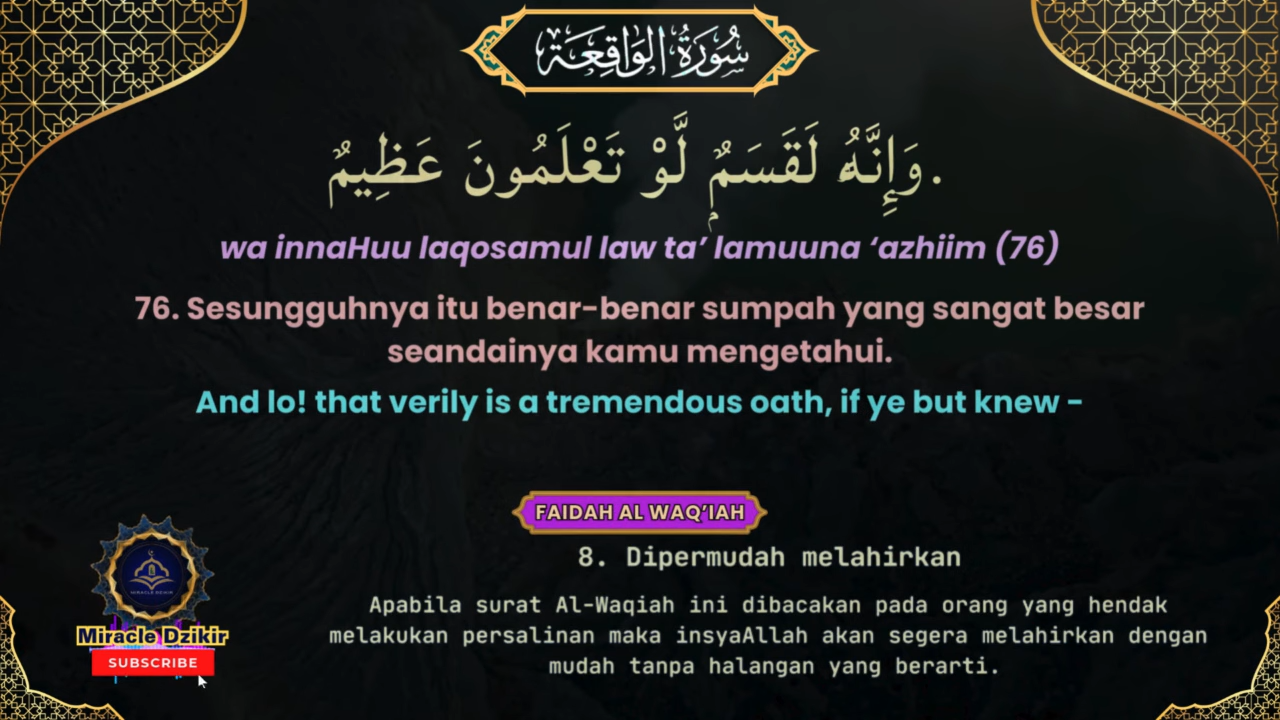 سُورَةُ الوَاقِعَة
وَإِنَّهُۥ لَقَسَمٌۭ لَّوْ تَعْلَمُونَ عَظِيمٌ.
wa innaHuu laqosamul law ta’ lamuuna ‘azhiim (76)
76. Sesungguhnya itu benar-benar sumpah yang sangat besar
seandainya kamu mengetahui.
And lo! that verily is a tremendous oath, if ye but knew -
FAIDAH AL WAQ’IAH
8. Dipermudah melahirkan
Apabila surat Al-Waqiah ini dibacakan pada orang yang hendak
melakukan persalinan maka insyaAllah akan segera melahirkan dengan
mudah tanpa halangan yang berarti.
MIRACLE DZIKIR
Miracle Dzikir
SUBSCRIBE